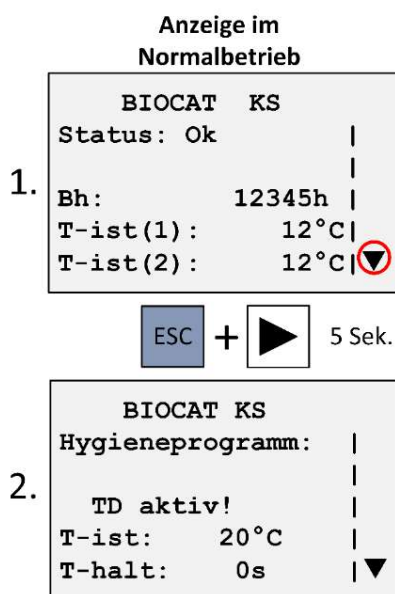 Anzeige im
Normalbetrieb
1.
BIOCAT KS
Status: Ok
Bh: 12345h
T-ist(1): 12°C
T-ist(2): 12°C
ESC + 5 Sek.
2.
BIOCAT KS
Hygieneprogramm:
TD aktiv!
T-ist: 20°C
T-halt: 0s